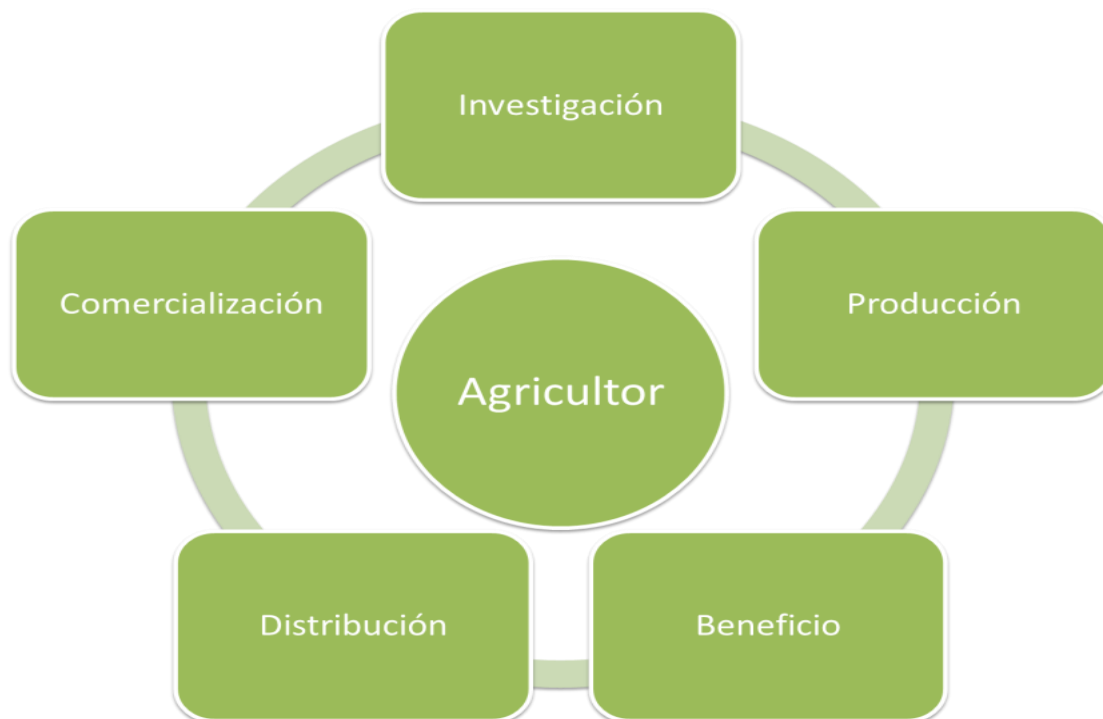 Investigación
Comercialización
Producción
Agricultor
Distribución
Beneficio